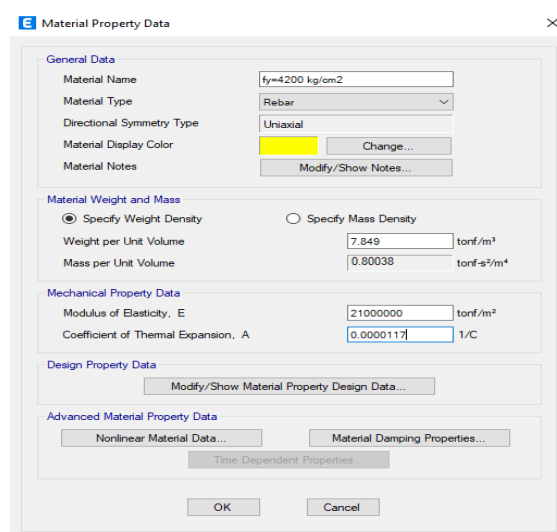 E Material Property Data
General Data
Material Name fy=4200 kg/cm2
Material Type Rebar
Directional Symmetry Type Uniaxial
Material Display Color Change...
Material Notes Modify/Show Notes...
Material Weight and Mass
Specify Weight Density Specify Mass Density
Weight per Unit Volume 7.849 tonf/m³
Mass per Unit Volume 0.80038 tonf-s²/m⁴
Mechanical Property Data
Modulus of Elasticity, E 21000000 tonf/m²
Coefficient of Thermal Expansion, A 0.0000117 1/C
Design Property Data
Modify/Show Material Property Design Data...
Advanced Material Property Data
Nonlinear Material Data... Material Damping Properties...
Time Dependent Properties...
OK Cancel